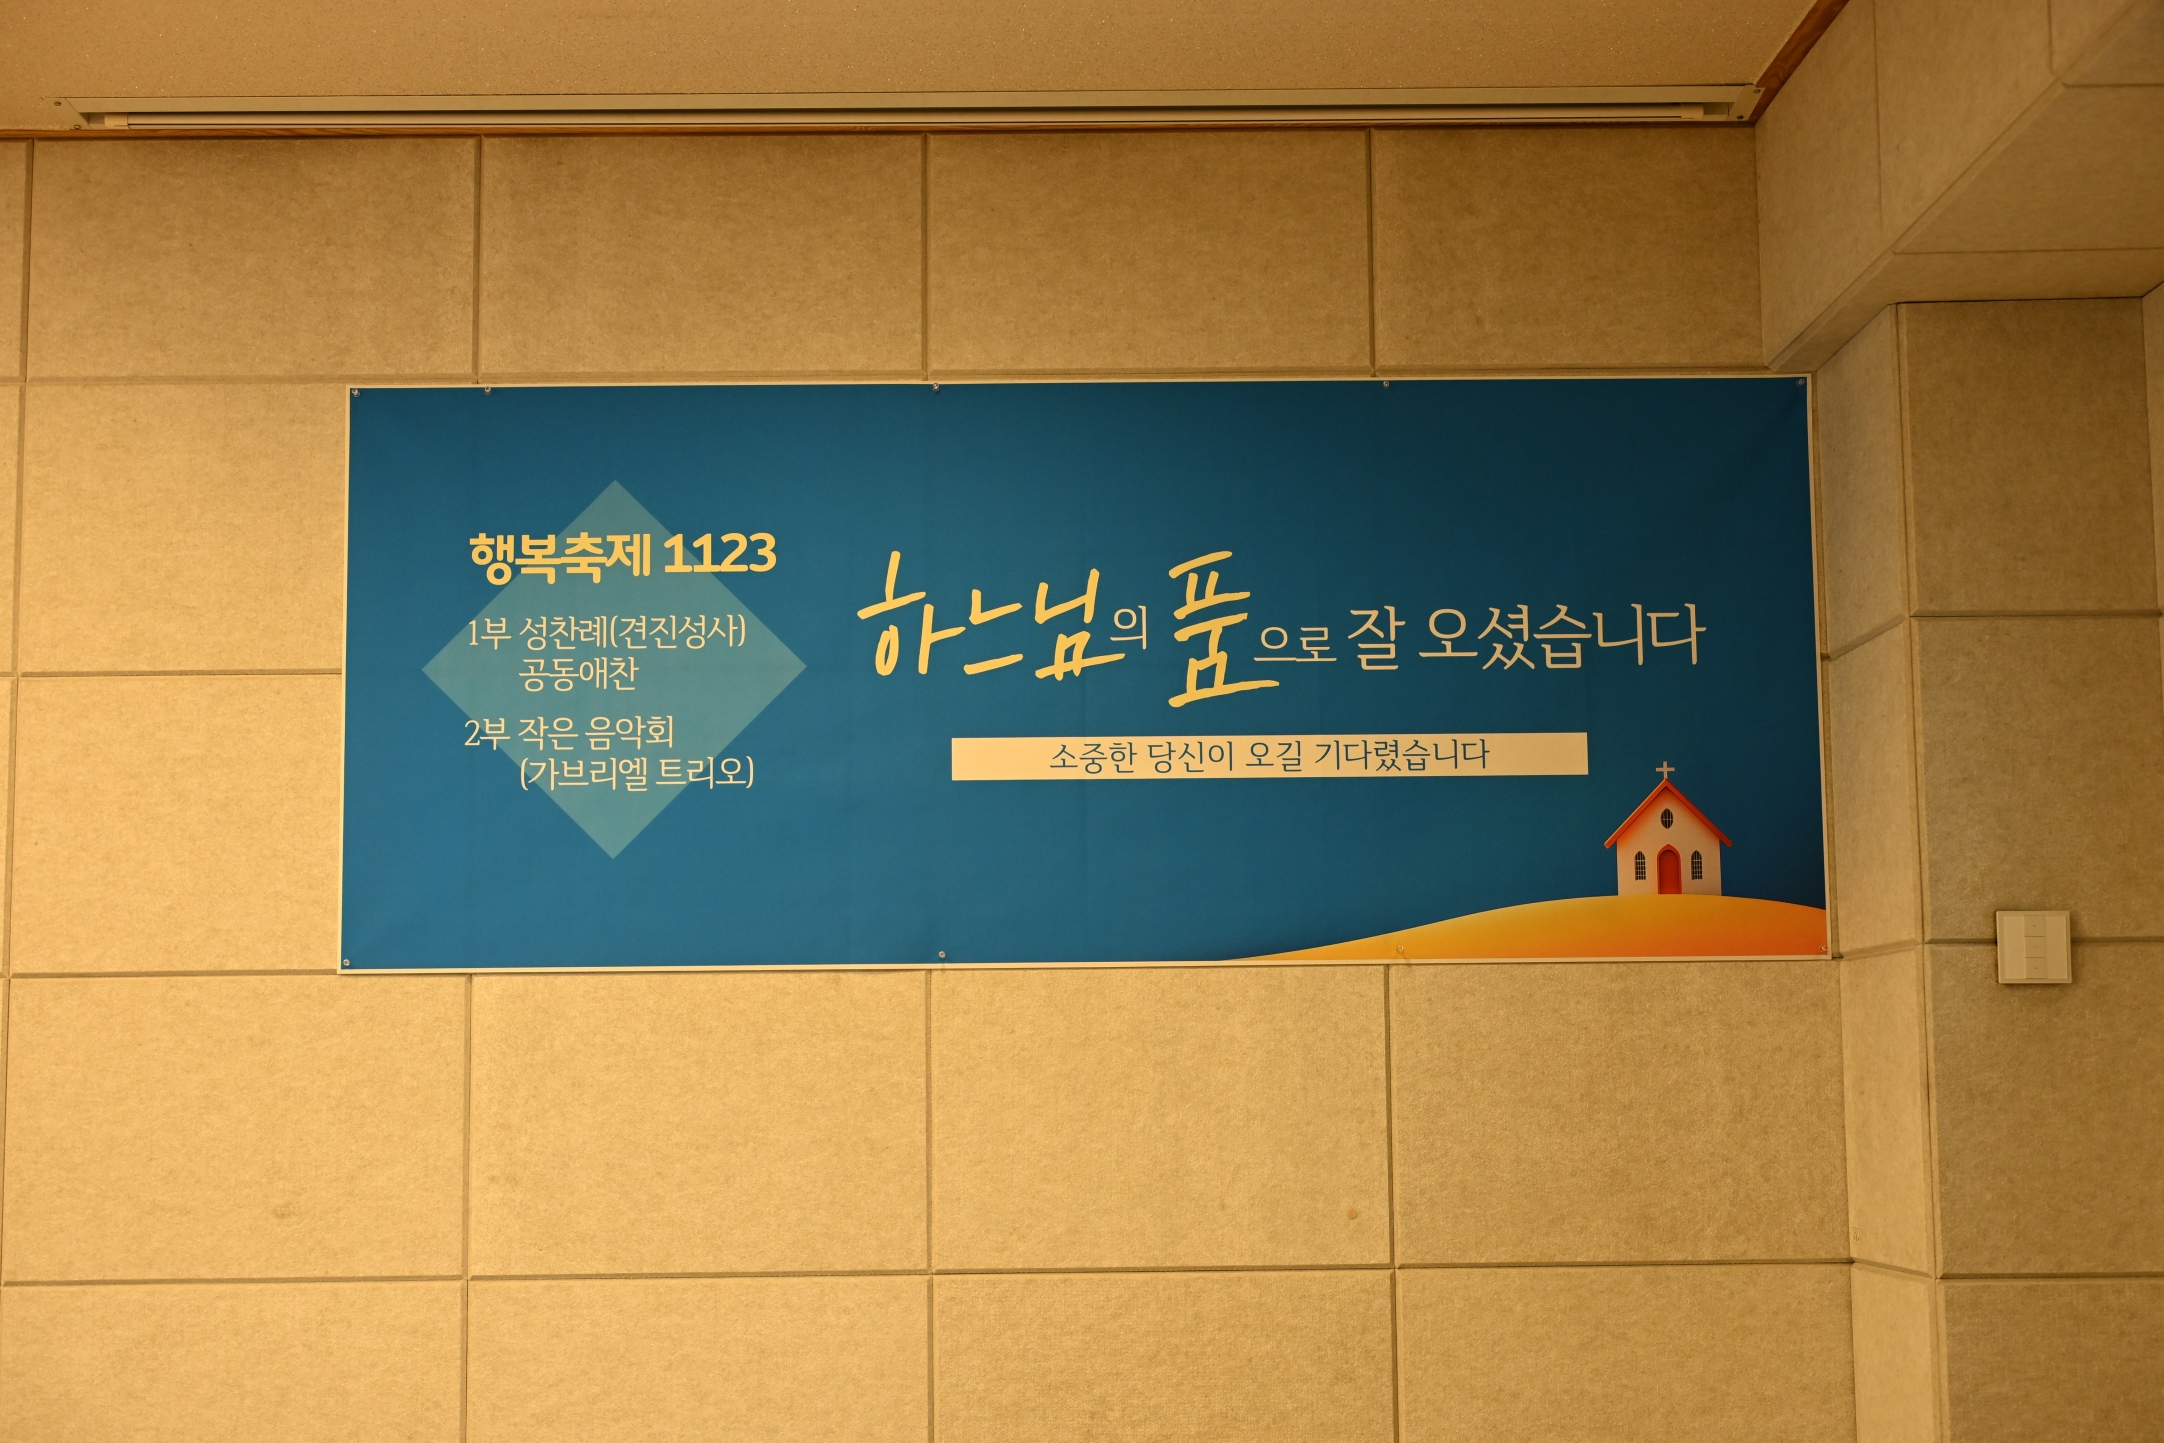 행복축제 1123
1부 성찬례(견진성사)
공동애찬
2부 작은 음악회
(가브리엘 트리오)
하느님의 품으로 잘 오셨습니다
소중한 당신이 오길 기다렸습니다